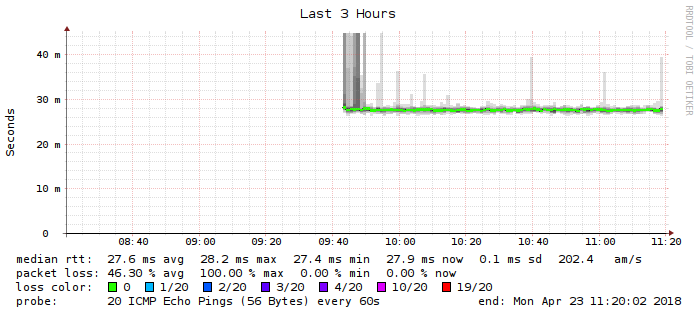 Last 3 Hours
RRDTOOL / TOBI OETIKER
Seconds
40 m
30 m
20 m
10 m
0
08:40 09:00 09:20 09:40 10:00 10:20 10:40 11:00 11:20
median rtt: 27.6 ms avg 28.2 ms max 27.4 ms min 27.9 ms now 0.1 ms sd 202.4 am/s
packet loss: 46.30 % avg 100.00 % max 0.00 % min 0.00 % now
loss color: 0 1/20 2/20 3/20 4/20 10/20 19/20
probe: 20 ICMP Echo Pings (56 Bytes) every 60s end: Mon Apr 23 11:20:02 2018